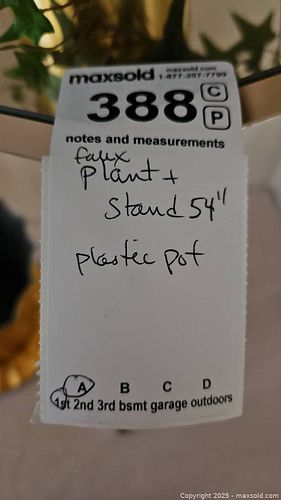 maxsold
maxsold.com
1-877-257-7799
388
C
P
notes and measurements
faux
plant +
stand 54"
plastic pot
A B C D
1st 2nd 3rd bsmt garage outdoors
Copyright 2025 - maxsold.com